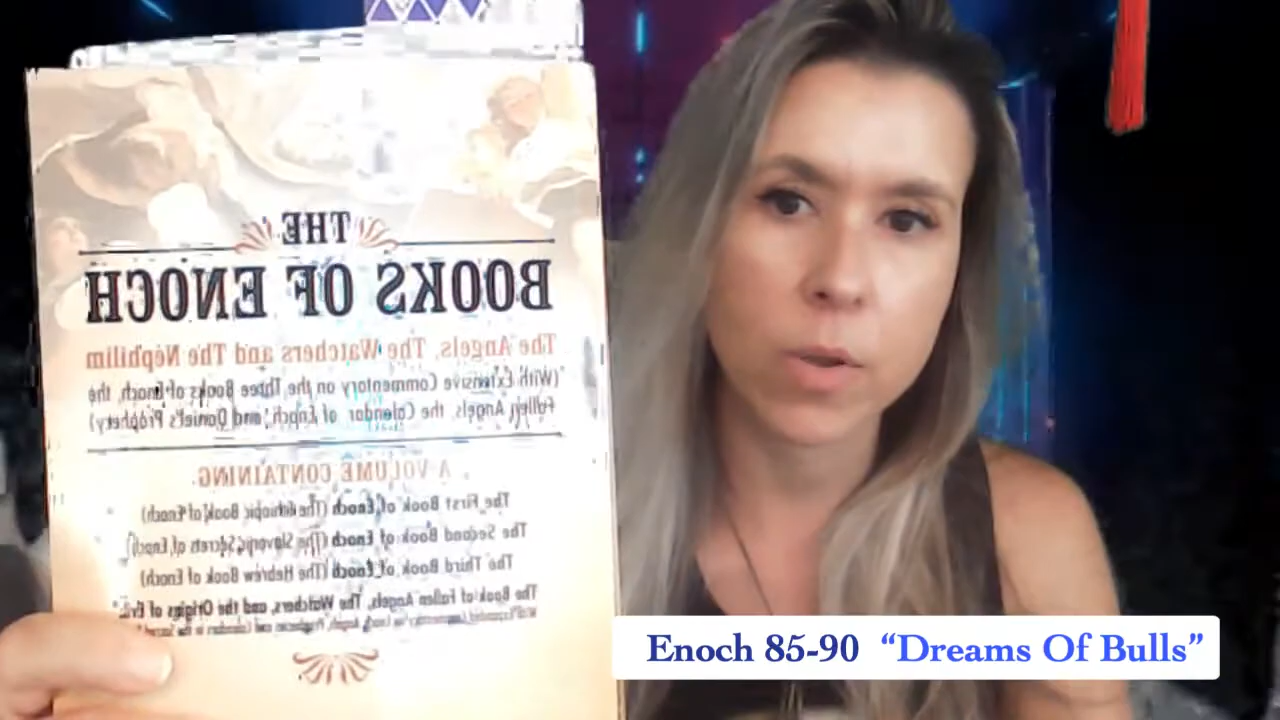 THE
BOOKS OF ENOCH
The Angels, The Watchers and The Nephilim
(With Extensive Commentary on the Three Books of Enoch, the
Fallen Angels, the Calendar of Enoch, and Daniel's Prophecy)
A VOLUME CONTAINING
The First Book of Enoch (The Ethiopic Book of Enoch)
The Second Book of Enoch (The Slavonic Secrets of Enoch)
The Third Book of Enoch (The Hebrew Book of Enoch)
The Book of Fallen Angels, The Watchers, and the Origins of Evil:
Enoch 85-90 “Dreams Of Bulls”